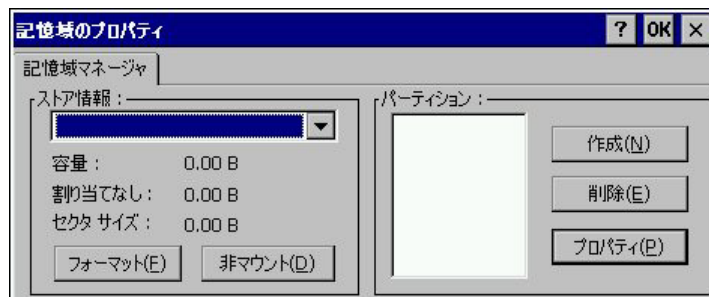 記憶域のプロパティ ? OK ×
記憶域マネージャ
ストア情報：
容量： 0.00 B
割り当てなし： 0.00 B
セクタ サイズ： 0.00 B
フォーマット(F) 非マウント(D)
パーティション：
作成(N)
削除(E)
プロパティ(P)